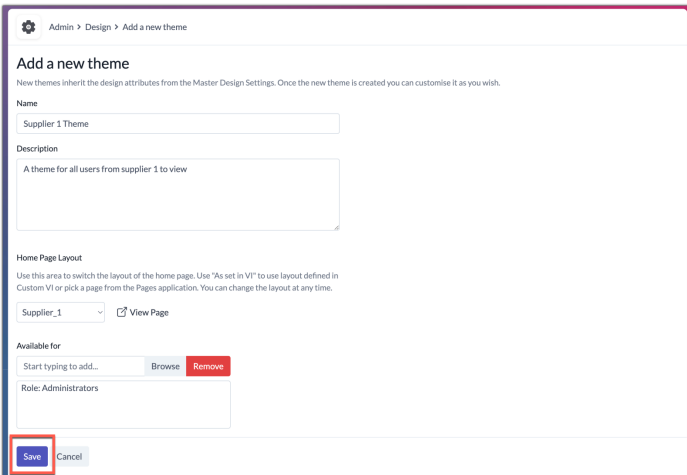 Admin > Design > Add a new theme
Add a new theme
New themes inherit the design attributes from the Master Design Settings. Once the new theme is created you can customise it as you wish.
Name
Supplier 1 Theme
Description
A theme for all users from supplier 1 to view
Home Page Layout
Use this area to switch the layout of the home page. Use "As set in VI" to use layout defined in
Custom VI or pick a page from the Pages application. You can change the layout at any time.
Supplier_1 View Page
Available for
Start typing to add... Browse Remove
Role: Administrators
Save Cancel